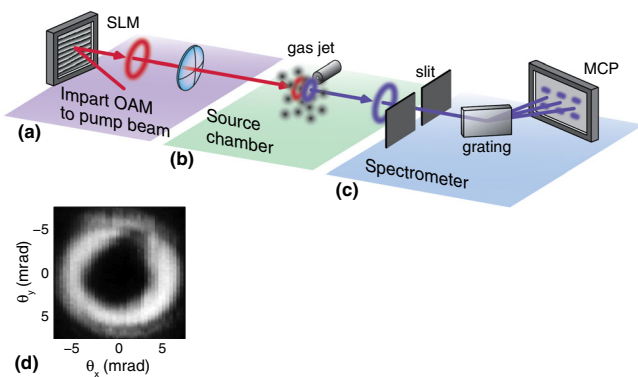 SLM
gas jet
slit
MCP
Impart OAM
to pump beam
(a)
Source
chamber
(b)
grating
Spectrometer
(c)
-5
0
5
θy (mrad)
-5
0
5
θx (mrad)
(d)